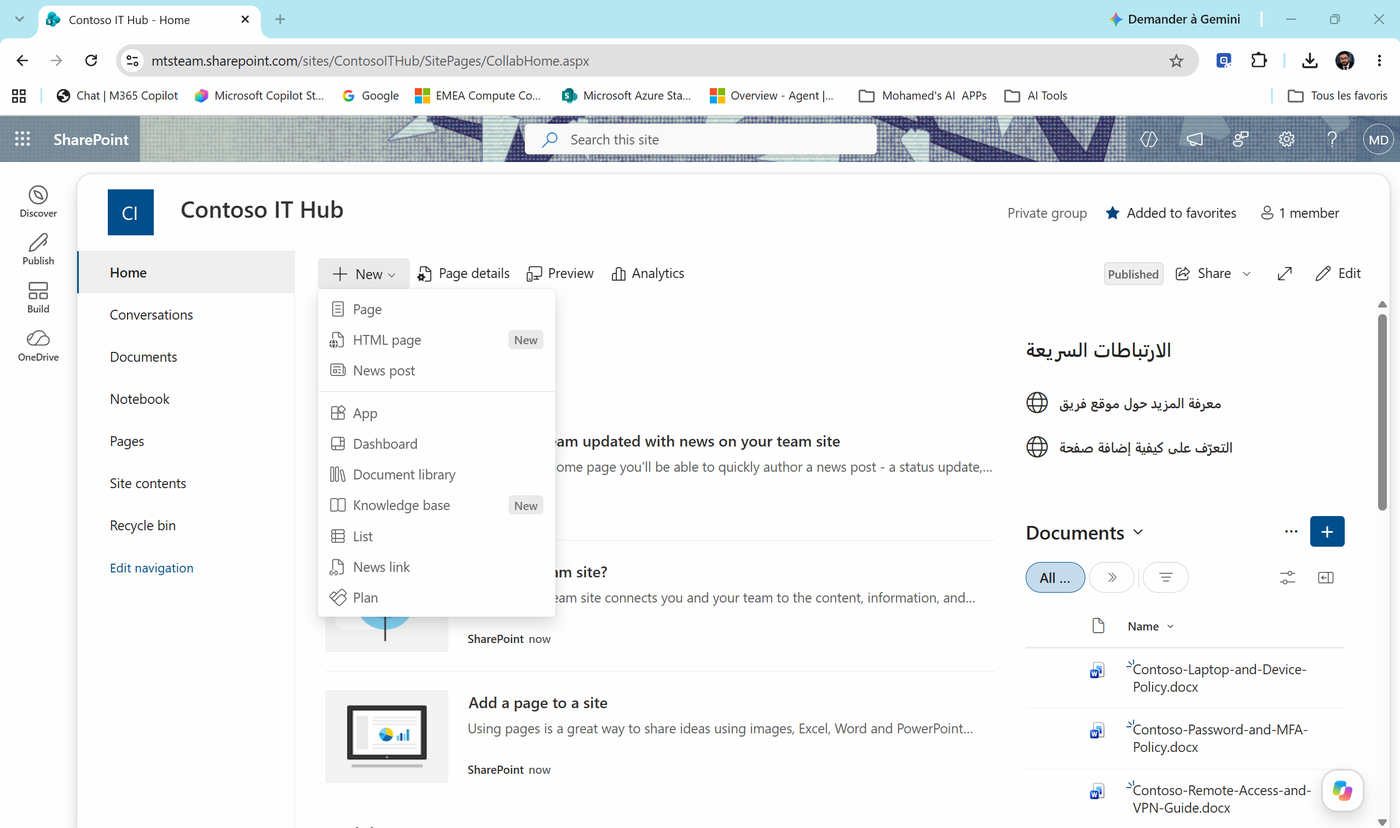 Contoso IT Hub - Home
Demander à Gemini
mtsteam.sharepoint.com/sites/ContosoITHub/SitePages/CollabHome.aspx
Chat | M365 Copilot
Microsoft Copilot St...
Google
EMEA Compute Co...
Microsoft Azure Sta...
Overview - Agent |...
Mohamed's AI APPs
AI Tools
Tous les favoris
SharePoint
Search this site
MD
Discover
Publish
Build
OneDrive
CI
Contoso IT Hub
Private group
Added to favorites
1 member
Home
Conversations
Documents
Notebook
Pages
Site contents
Recycle bin
Edit navigation
New
Page details
Preview
Analytics
Published
Share
Edit
Page
HTML page
New
News post
App
Dashboard
Document library
Knowledge base
New
List
News link
Plan
eam updated with news on your team site
ome page you'll be able to quickly author a news post - a status update,...
am site?
eam site connects you and your team to the content, information, and...
SharePoint now
Add a page to a site
Using pages is a great way to share ideas using images, Excel, Word and PowerPoint...
SharePoint now
الارتباطات السريعة
معرفة المزيد حول موقع فريق
التعرّف على كيفية إضافة صفحة
Documents
All ...
Name
Contoso-Laptop-and-Device-
Policy.docx
Contoso-Password-and-MFA-
Policy.docx
Contoso-Remote-Access-and-
VPN-Guide.docx